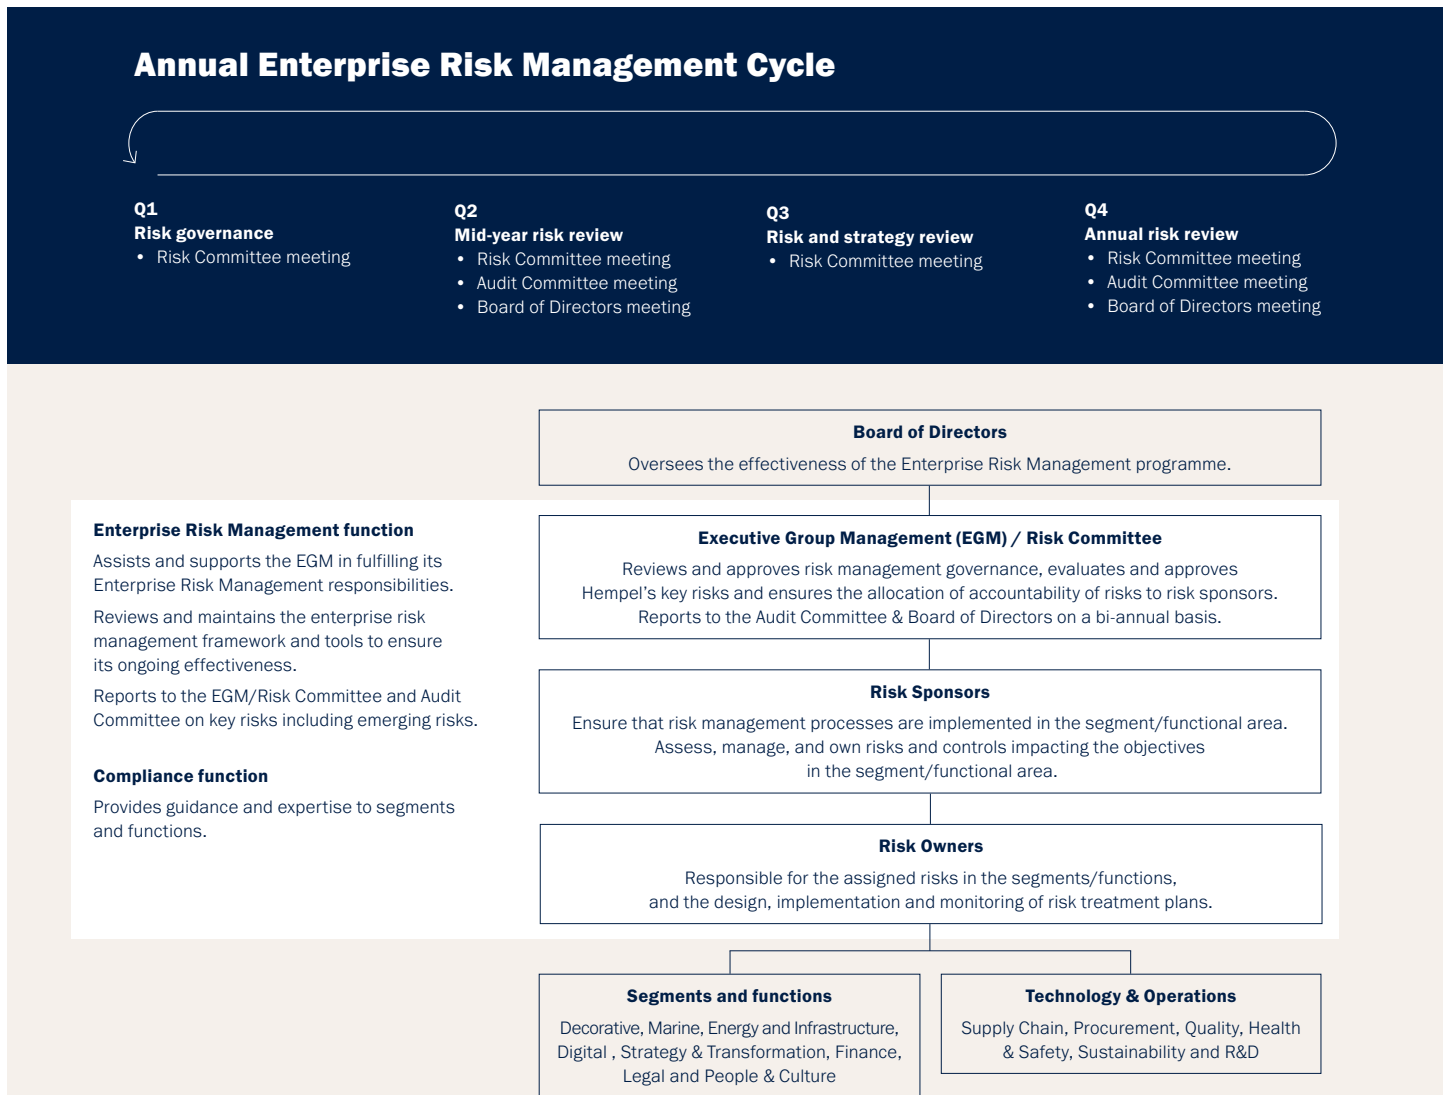 Annual Enterprise Risk Management Cycle
Q1
Risk governance
• Risk Committee meeting
Q2
Mid-year risk review
• Risk Committee meeting
• Audit Committee meeting
• Board of Directors meeting
Q3
Risk and strategy review
• Risk Committee meeting
Q4
Annual risk review
• Risk Committee meeting
• Audit Committee meeting
• Board of Directors meeting
Board of Directors
Oversees the effectiveness of the Enterprise Risk Management programme.
Enterprise Risk Management function
Assists and supports the EGM in fulfilling its
Enterprise Risk Management responsibilities.
Reviews and maintains the enterprise risk
management framework and tools to ensure
its ongoing effectiveness.
Reports to the EGM/Risk Committee and Audit
Committee on key risks including emerging risks.
Compliance function
Provides guidance and expertise to segments
and functions.
Executive Group Management (EGM) / Risk Committee
Reviews and approves risk management governance, evaluates and approves
Hempel's key risks and ensures the allocation of accountability of risks to risk sponsors.
Reports to the Audit Committee & Board of Directors on a bi-annual basis.
Risk Sponsors
Ensure that risk management processes are implemented in the segment/functional area.
Assess, manage, and own risks and controls impacting the objectives
in the segment/functional area.
Risk Owners
Responsible for the assigned risks in the segments/functions,
and the design, implementation and monitoring of risk treatment plans.
Segments and functions
Decorative, Marine, Energy and Infrastructure,
Digital , Strategy & Transformation, Finance,
Legal and People & Culture
Technology & Operations
Supply Chain, Procurement, Quality, Health
& Safety, Sustainability and R&D